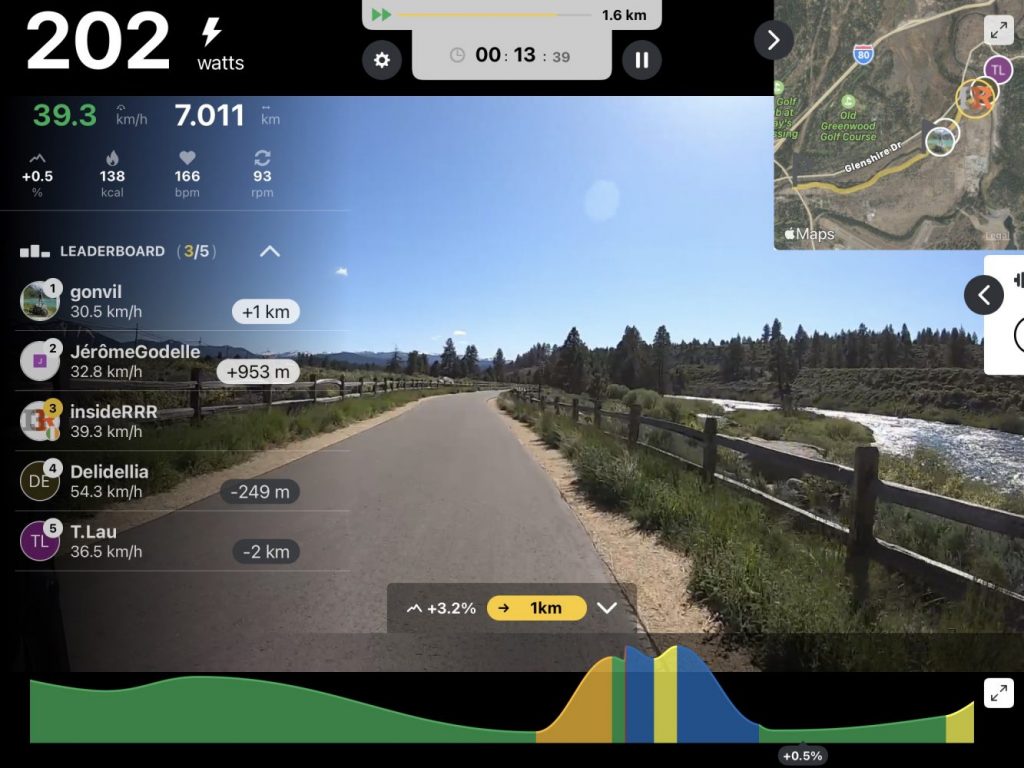 202
watts
1.6 km
00 : 13 : 39
39.3 km/h
7.011 km
+0.5 %
138 kcal
166 bpm
93 rpm
LEADERBOARD (3/5)
1 gonvil
30.5 km/h
+1 km
2 JérômeGodelle
32.8 km/h
+953 m
3 insideRRR
39.3 km/h
DE 4 Delidellia
54.3 km/h
-249 m
TL 5 T.Lau
36.5 km/h
-2 km
80
TL
R
Golf
Old
Greenwood
Golf Course
Glenshire Dr
Maps
Legal
+3.2%
1km
+0.5%